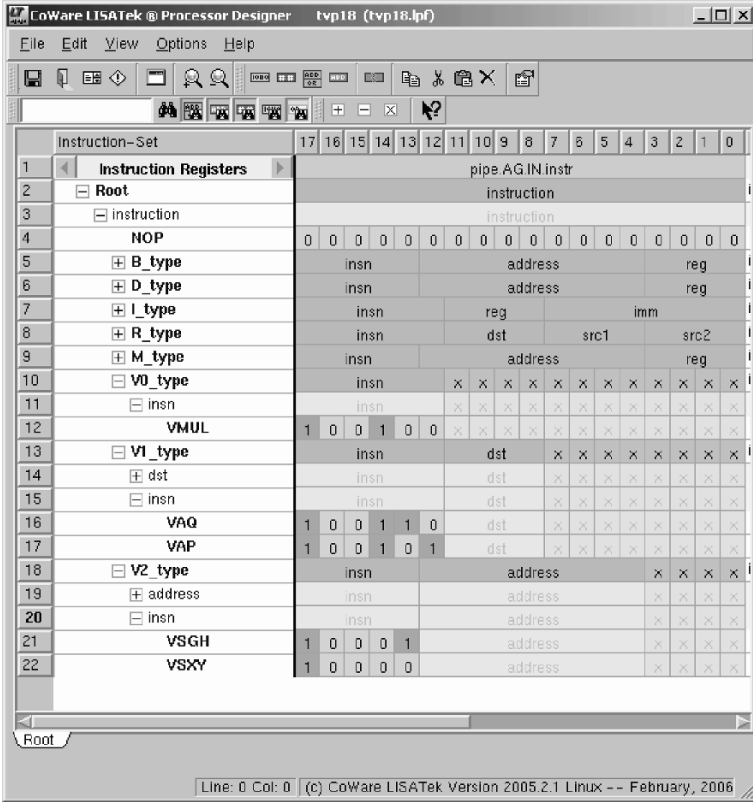 CoWare LISATek ® Processor Designer tvp18 (tvp18.lpf)
File Edit View Options Help
Instruction-Set 17 16 15 14 13 12 11 10 9 8 7 6 5 4 3 2 1 0
1 Instruction Registers pipe.AG.IN.instr
2 Root instruction
3 instruction instruction
4 NOP 0 0 0 0 0 0 0 0 0 0 0 0 0 0 0 0 0 0
5 B_type insn address reg
6 D_type insn address reg
7 I_type insn reg imm
8 R_type insn dst src1 src2
9 M_type insn address reg
10 V0_type insn x x x x x x x x x x x x
11 insn insn x x x x x x x x x x x x
12 VMUL 1 0 0 1 0 0 x x x x x x x x x x x x
13 V1_type insn dst x x x x x x x x
14 dst insn dst x x x x x x x x
15 insn insn dst x x x x x x x x
16 VAQ 1 0 0 1 1 0 dst x x x x x x x x
17 VAP 1 0 0 1 0 1 dst x x x x x x x x
18 V2_type insn address x x x x
19 address insn address x x x x
20 insn insn address x x x x
21 VSGH 1 0 0 0 1 address x x x x
22 VSXY 1 0 0 0 0 address x x x x
Root
Line: 0 Col: 0 (c) CoWare LISATek Version 2005.2.1 Linux -- February, 2006